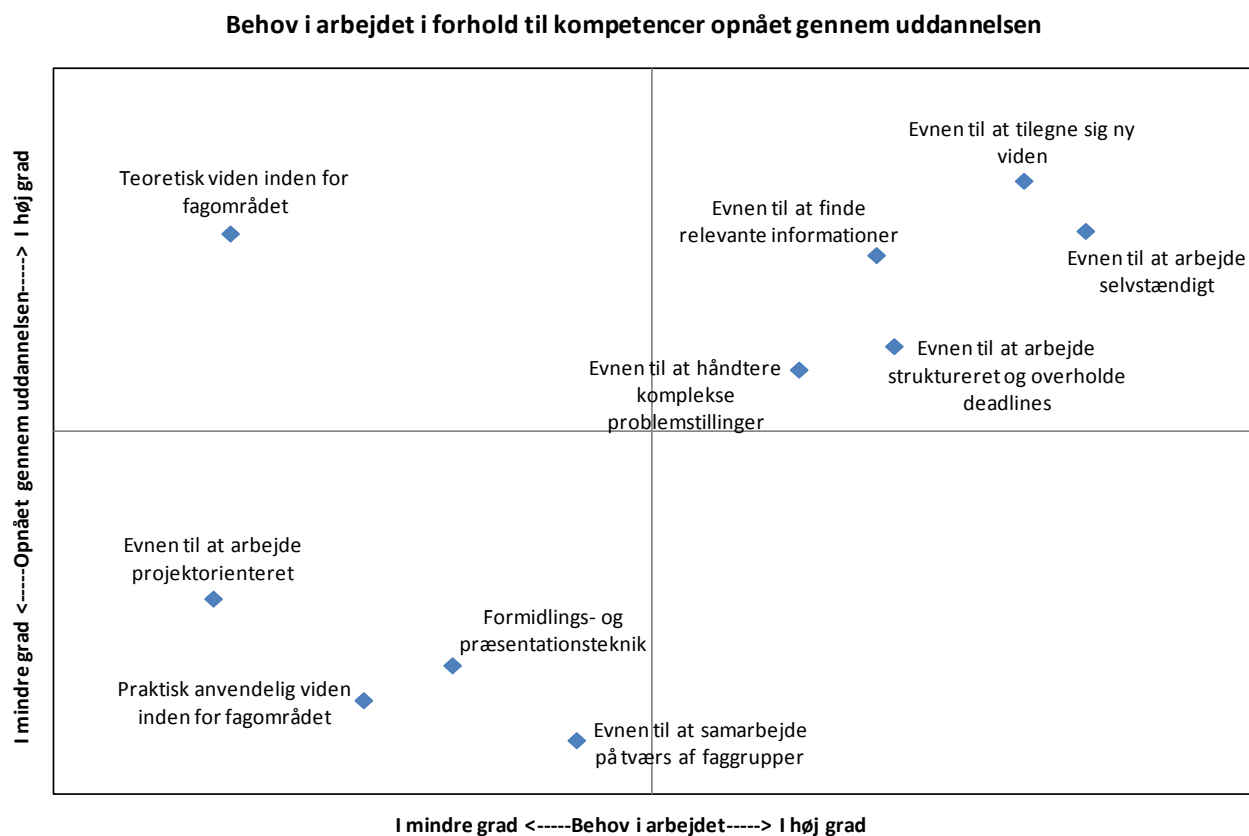 Behov i arbejdet i forhold til kompetencer opnået gennem uddannelsen
I mindre grad <-----Opnået gennem uddannelsen-----> I høj grad
Evnen til at tilegne sig ny
viden
Teoretisk viden inden for
fagområdet
Evnen til at finde
relevante informationer
Evnen til at arbejde
selvstændigt
Evnen til at håndtere
komplekse
problemstillinger
Evnen til at arbejde
struktureret og overholde
deadlines
Evnen til at arbejde
projektorienteret
Formidlings- og
præsentationsteknik
Praktisk anvendelig viden
inden for fagområdet
Evnen til at samarbejde
på tværs af faggrupper
I mindre grad <-----Behov i arbejdet-----> I høj grad